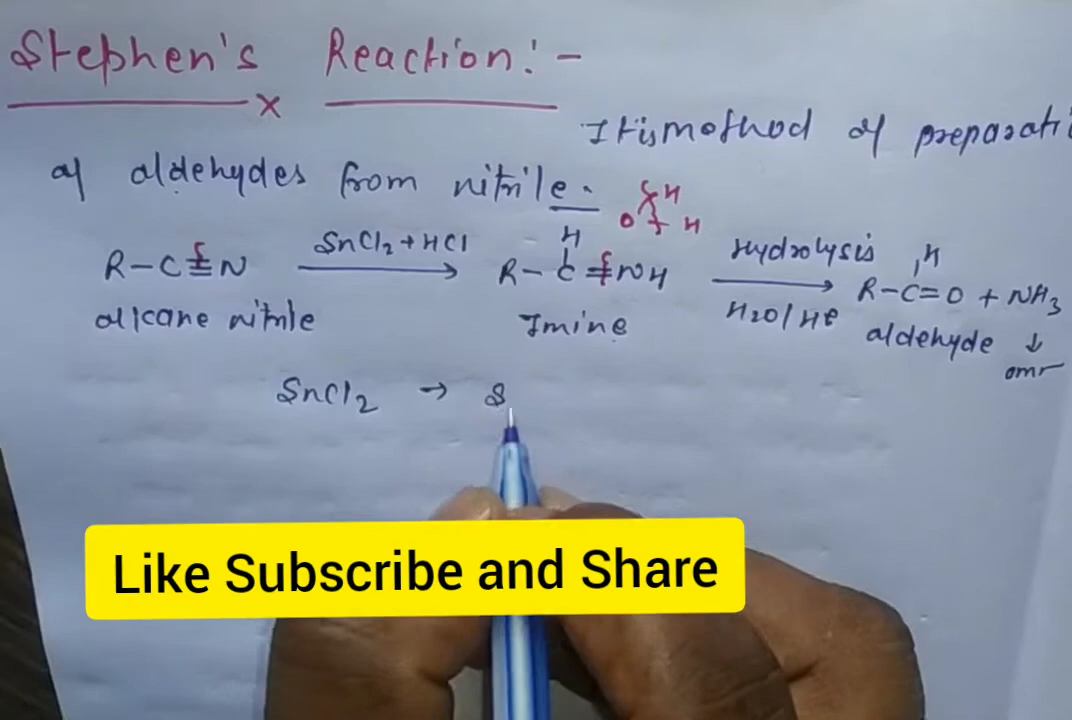 Stephen's Reaction:-
It is method of preparati
of aldehydes from nitrile.
H
O H
H
R-C≡N SnCl2+HCl R-C=NH Hydrolysis H2O/H⊕ R-C=O + NH3
H
alkane nitrile Imine aldehyde ↓
SnCl2 → S
Like Subscribe and Share